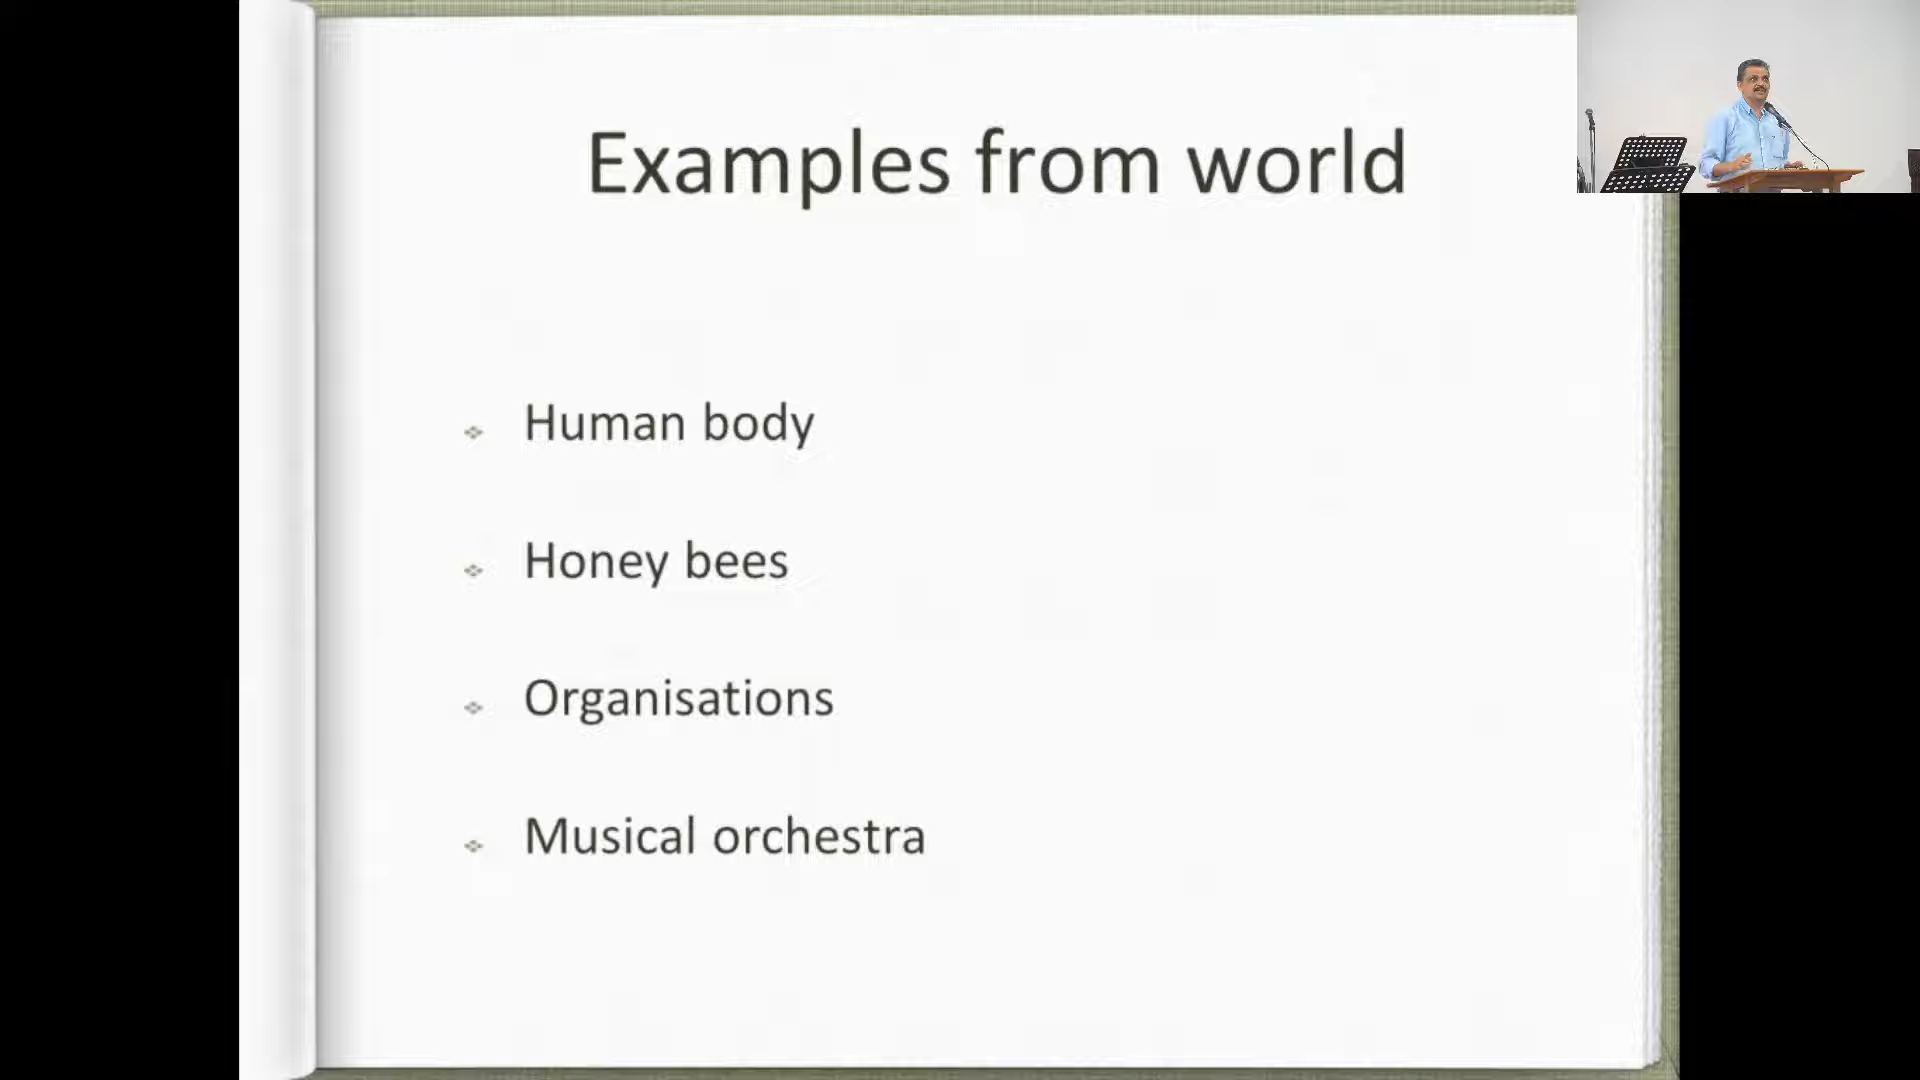 Examples from world
Human body
Honey bees
Organisations
Musical orchestra